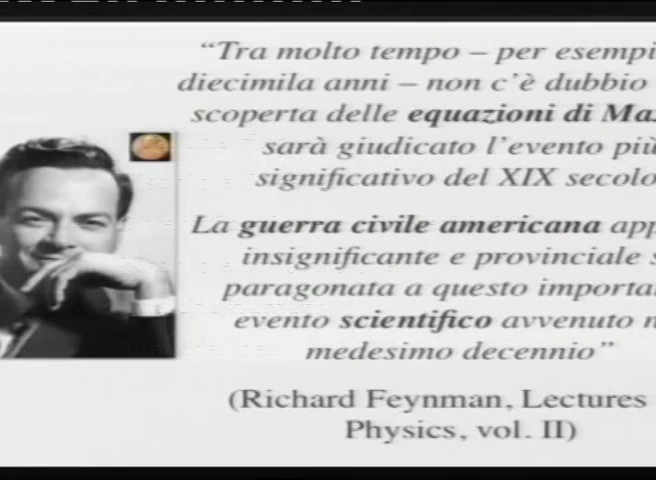 “Tra molto tempo – per esempi
diecimila anni – non c’è dubbio
scoperta delle equazioni di Max
sarà giudicato l’evento più
significativo del XIX secolo
La guerra civile americana app
insignificante e provinciale s
paragonata a questo importa
evento scientifico avvenuto n
medesimo decennio”
(Richard Feynman, Lectures
Physics, vol. II)